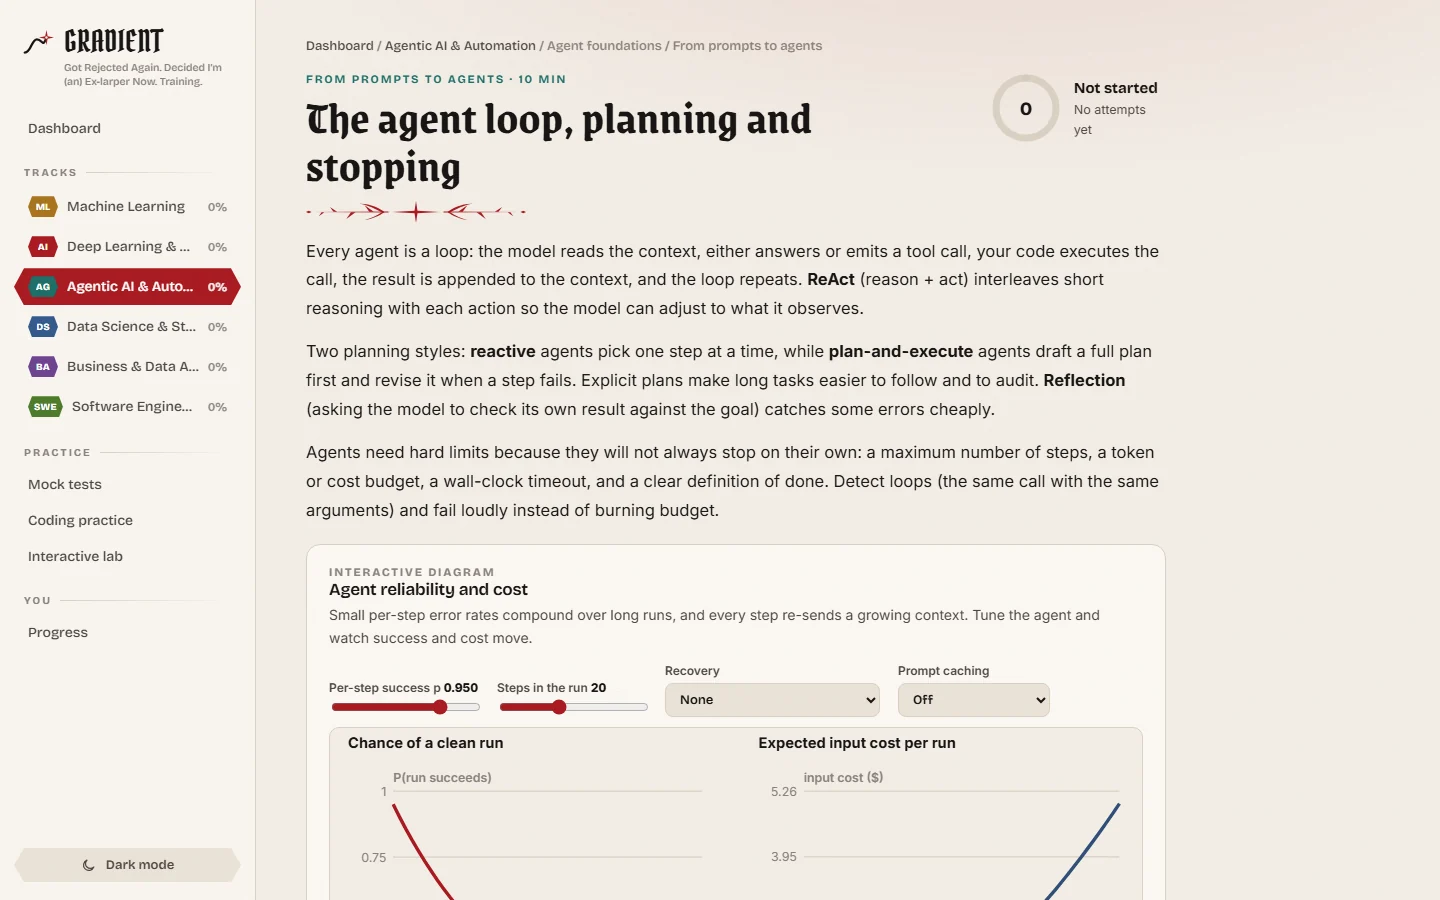 GRADIENT
Got Rejected Again. Decided I'm
(an) Ex-larper Now. Training.
Dashboard
TRACKS
ML Machine Learning 0%
AI Deep Learning & ... 0%
AG Agentic AI & Auto... 0%
DS Data Science & St... 0%
BA Business & Data A... 0%
SWE Software Engine... 0%
PRACTICE
Mock tests
Coding practice
Interactive lab
YOU
Progress
Dark mode
Dashboard / Agentic AI & Automation / Agent foundations / From prompts to agents
FROM PROMPTS TO AGENTS · 10 MIN
The agent loop, planning and
stopping
0
Not started
No attempts
yet
Every agent is a loop: the model reads the context, either answers or emits a tool call, your code executes the
call, the result is appended to the context, and the loop repeats. ReAct (reason + act) interleaves short
reasoning with each action so the model can adjust to what it observes.
Two planning styles: reactive agents pick one step at a time, while plan-and-execute agents draft a full plan
first and revise it when a step fails. Explicit plans make long tasks easier to follow and to audit. Reflection
(asking the model to check its own result against the goal) catches some errors cheaply.
Agents need hard limits because they will not always stop on their own: a maximum number of steps, a token
or cost budget, a wall-clock timeout, and a clear definition of done. Detect loops (the same call with the same
arguments) and fail loudly instead of burning budget.
INTERACTIVE DIAGRAM
Agent reliability and cost
Small per-step error rates compound over long runs, and every step re-sends a growing context. Tune the agent and
watch success and cost move.
Per-step success p 0.950
Steps in the run 20
Recovery
None
Prompt caching
Off
Chance of a clean run
P(run succeeds)
1
0.75
Expected input cost per run
input cost ($)
5.26
3.95